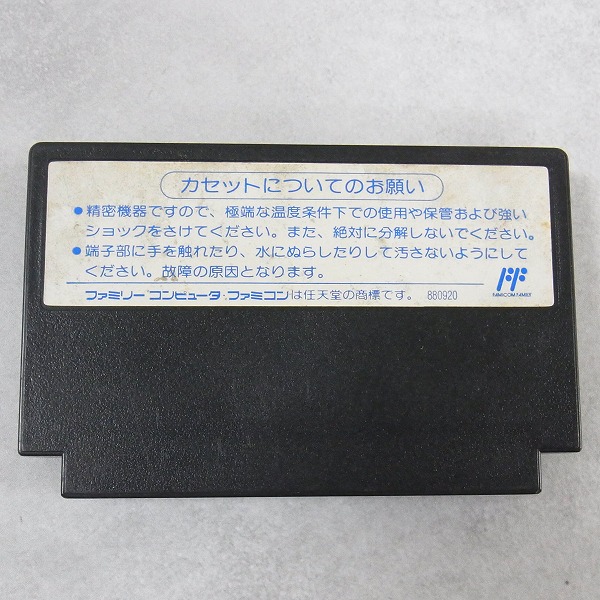 カセットについてのお願い
●精密機器ですので、極端な温度条件下での使用や保管および強い
ショックをさけてください。また、絶対に分解しないでください。
●端子部に手を触れたり、水にぬらしたりして汚さないようにして
ください。故障の原因となります。
FAMICOM FAMILY
ファミリー コンピュータ・ファミコンは任天堂の商標です。 880920